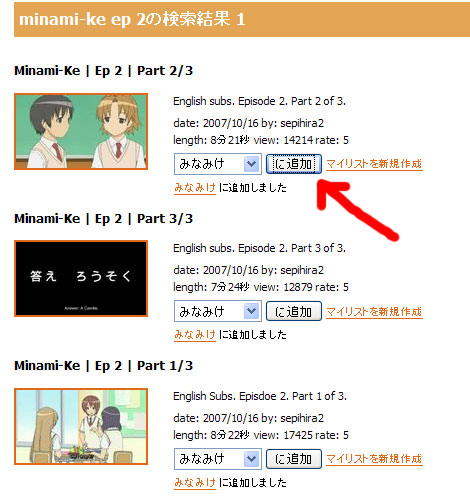 minami-ke ep 2の検索結果 1
Minami-Ke | Ep 2 | Part 2/3
English subs. Episode 2. Part 2 of 3.
date: 2007/10/16 by: sepihira2
length: 8分21秒 view: 14214 rate: 5
みなみけ に追加 マイリストを新規作成
みなみけ に追加しました
Minami-Ke | Ep 2 | Part 3/3
答え ろうそく
Answer: A Candle.
English subs. Episode 2. Part 3 of 3.
date: 2007/10/16 by: sepihira2
length: 7分24秒 view: 12879 rate: 5
みなみけ に追加 マイリストを新規作成
みなみけ に追加しました
Minami-Ke | Ep 2 | Part 1/3
English Subs. Episdoe 2. Part 1 of 3.
date: 2007/10/16 by: sepihira2
length: 8分22秒 view: 17425 rate: 5
みなみけ に追加 マイリストを新規作成
みなみけ に追加しました